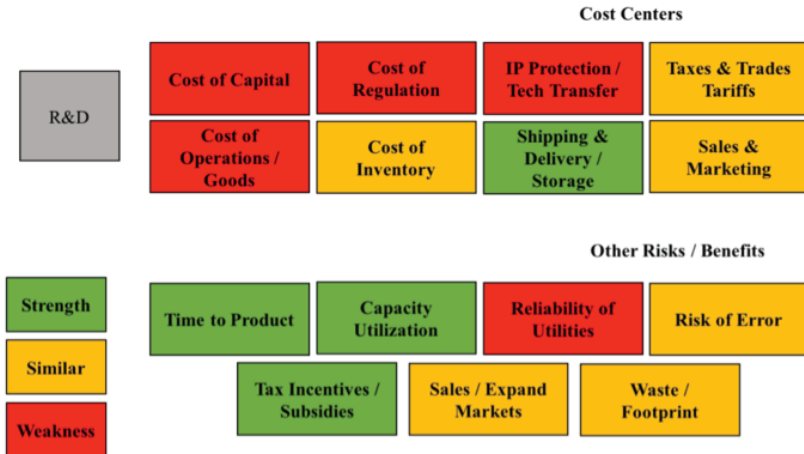 Cost Centers
R&D
Cost of Capital
Cost of
Regulation
IP Protection /
Tech Transfer
Taxes & Trades
Tariffs
Cost of
Operations /
Goods
Cost of
Inventory
Shipping &
Delivery /
Storage
Sales &
Marketing
Other Risks / Benefits
Strength
Similar
Weakness
Time to Product
Capacity
Utilization
Reliability of
Utilities
Risk of Error
Tax Incentives /
Subsidies
Sales / Expand
Markets
Waste /
Footprint